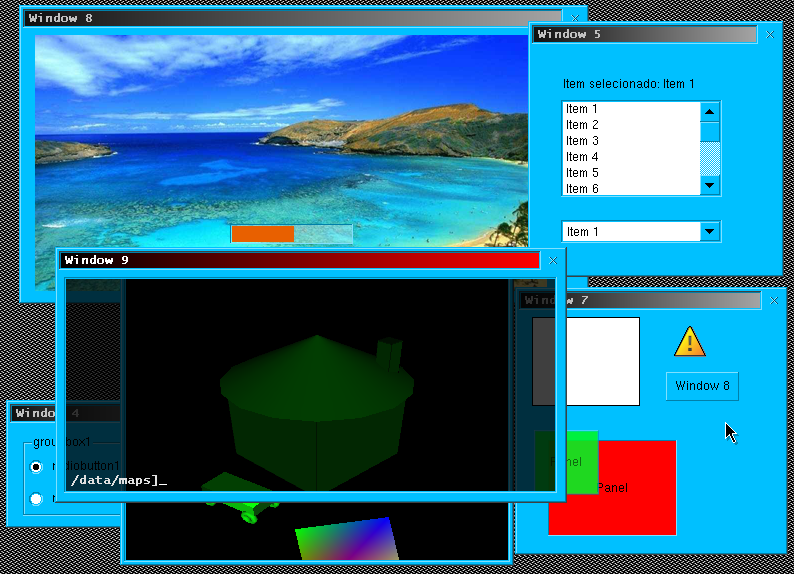 Window 8
Window 5
Item selecionado: Item 1
Item 1
Item 2
Item 3
Item 4
Item 5
Item 6
Item 1
Window 9
Window 7
Window 8
Window 4
groupbox1
radiobutton1
/data/maps]_
Panel
Panel